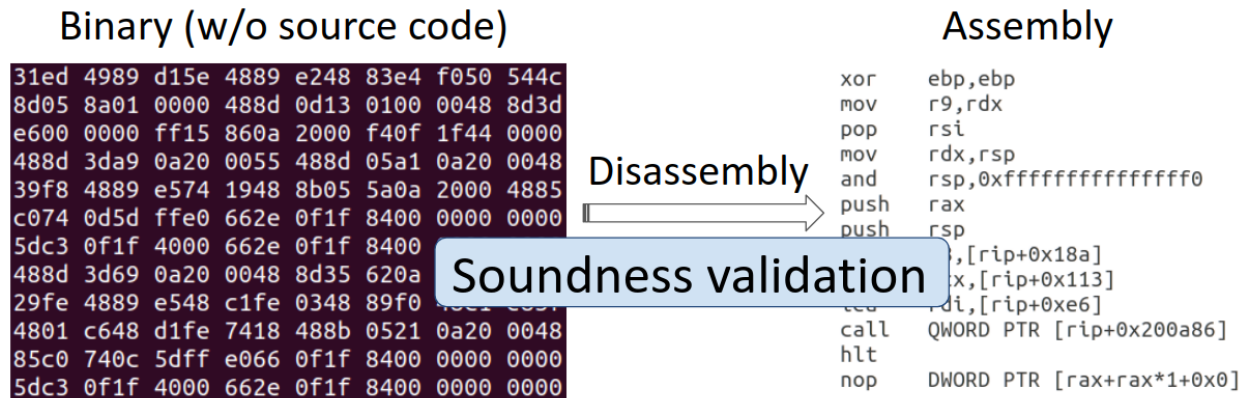 Binary (w/o source code)
31ed 4989 d15e 4889 e248 83e4 f050 544c
8d05 8a01 0000 488d 0d13 0100 0048 8d3d
e600 0000 ff15 860a 2000 f40f 1f44 0000
488d 3da9 0a20 0055 488d 05a1 0a20 0048
39f8 4889 e574 1948 8b05 5a0a 2000 4885
c074 0d5d ffe0 662e 0f1f 8400 0000 0000
5dc3 0f1f 4000 662e 0f1f 8400
488d 3d69 0a20 0048 8d35 620a
29fe 4889 e548 c1fe 0348 89f0
4801 c648 d1fe 7418 488b 0521 0a20 0048
85c0 740c 5dff e066 0f1f 8400 0000 0000
5dc3 0f1f 4000 662e 0f1f 8400 0000 0000
Disassembly
Soundness validation
Assembly
xor ebp,ebp
mov r9,rdx
pop rsi
mov rdx,rsp
and rsp,0xfffffffffffffff0
push rax
push rsp
,[rip+0x18a]
,[rip+0x113]
,[rip+0xe6]
call QWORD PTR [rip+0x200a86]
hlt
nop DWORD PTR [rax+rax*1+0x0]